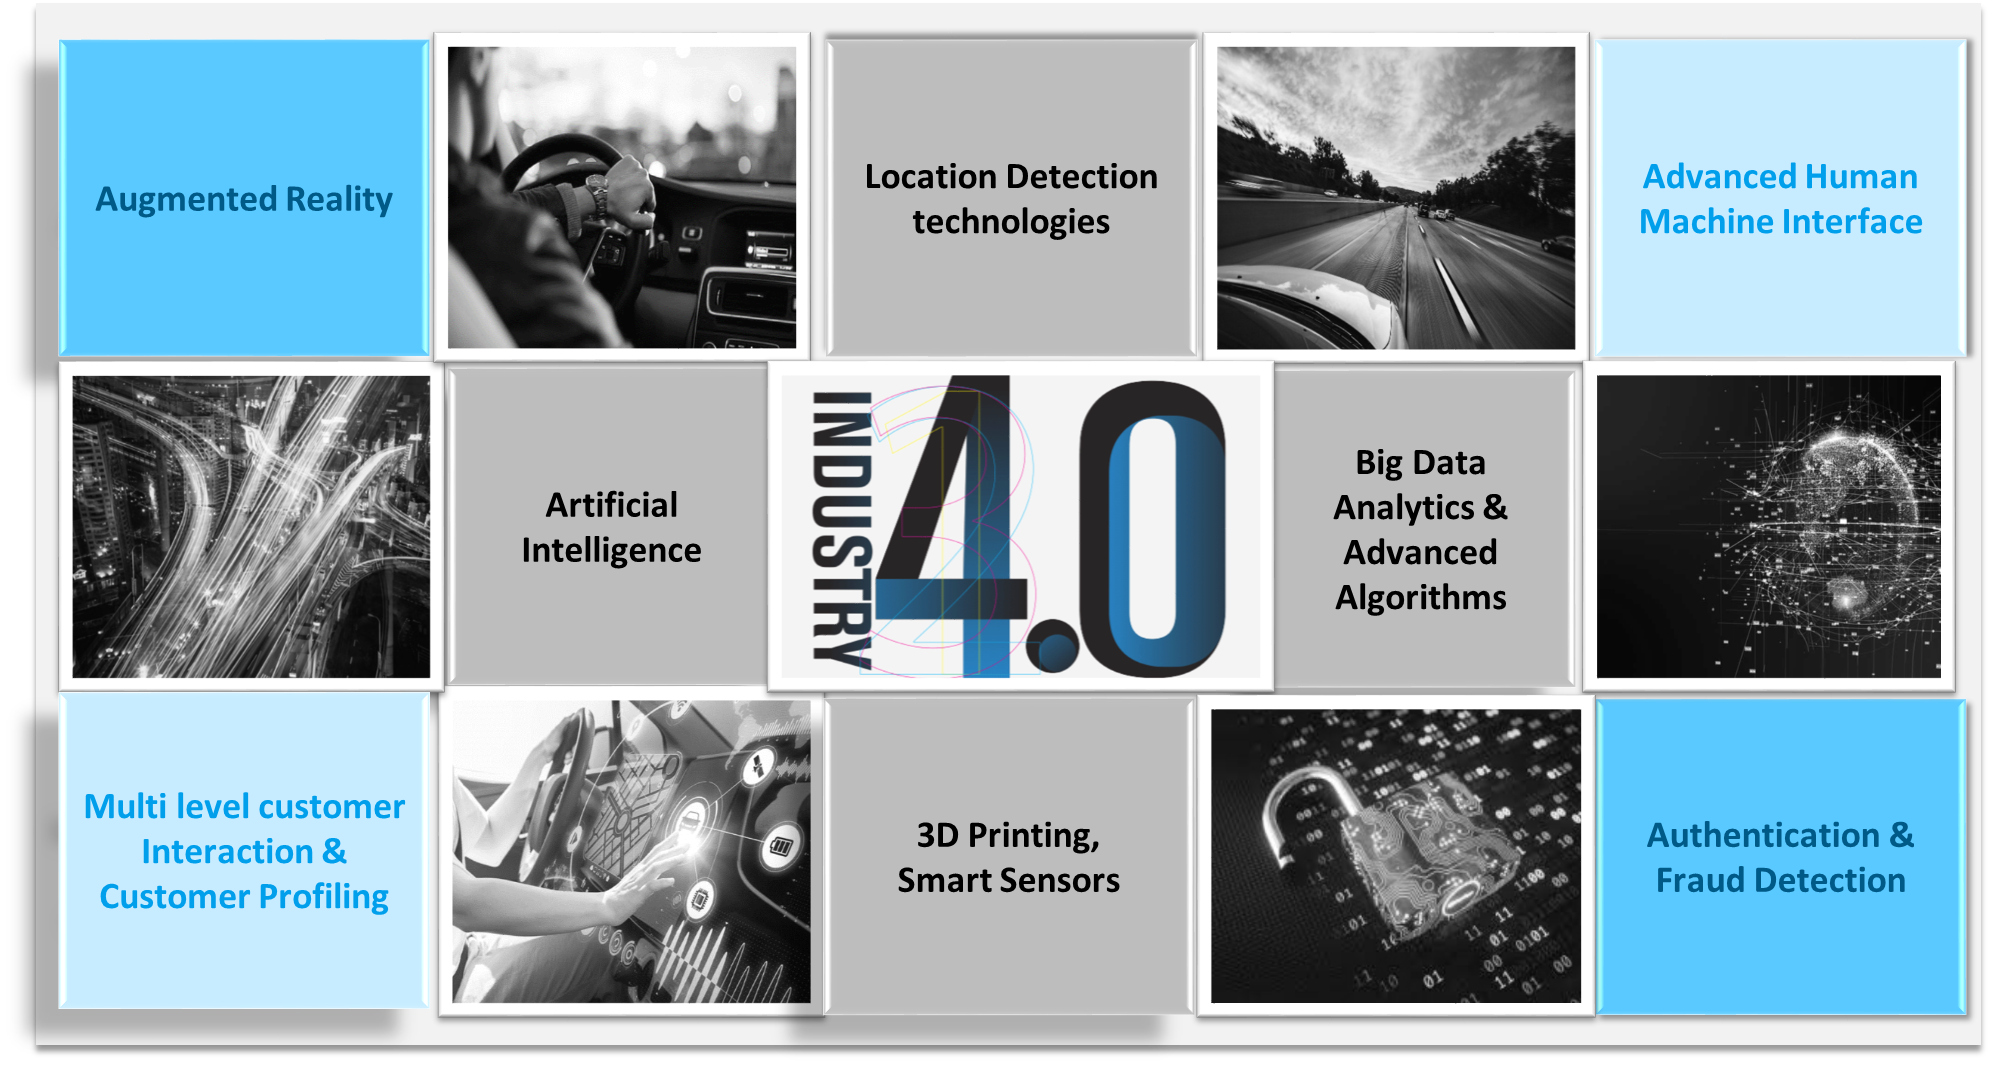 Augmented Reality
Location Detection
technologies
Advanced Human
Machine Interface
Artificial
Intelligence
INDUSTRY
4.0
Big Data
Analytics &
Advanced
Algorithms
Multi level customer
Interaction &
Customer Profiling
3D Printing,
Smart Sensors
Authentication &
Fraud Detection